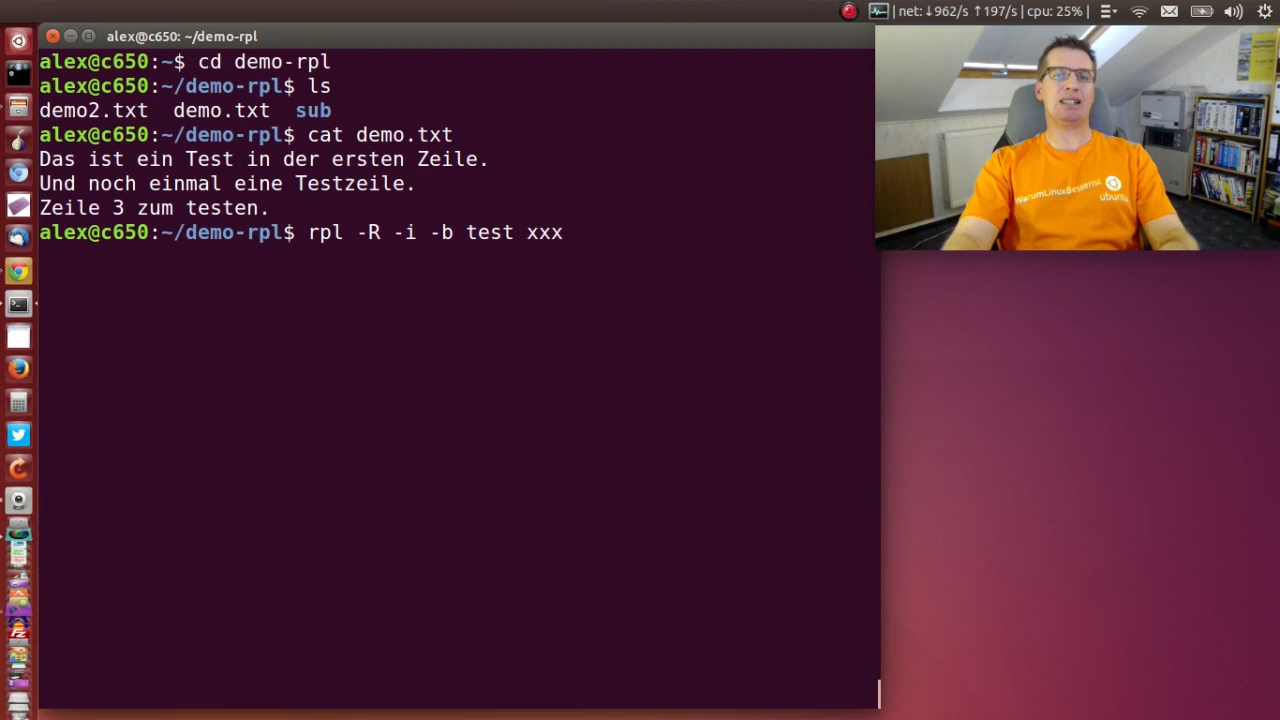 | net: ↓962/s ↑197/s | cpu: 25% |
alex@c650: ~/demo-rpl
alex@c650:~$ cd demo-rpl
alex@c650:~/demo-rpl$ ls
demo2.txt  demo.txt  sub
alex@c650:~/demo-rpl$ cat demo.txt
Das ist ein Test in der ersten Zeile.
Und noch einmal eine Testzeile.
Zeile 3 zum testen.
alex@c650:~/demo-rpl$ rpl -R -i -b test xxx
WarumLinuxBesserIst
ubuntu